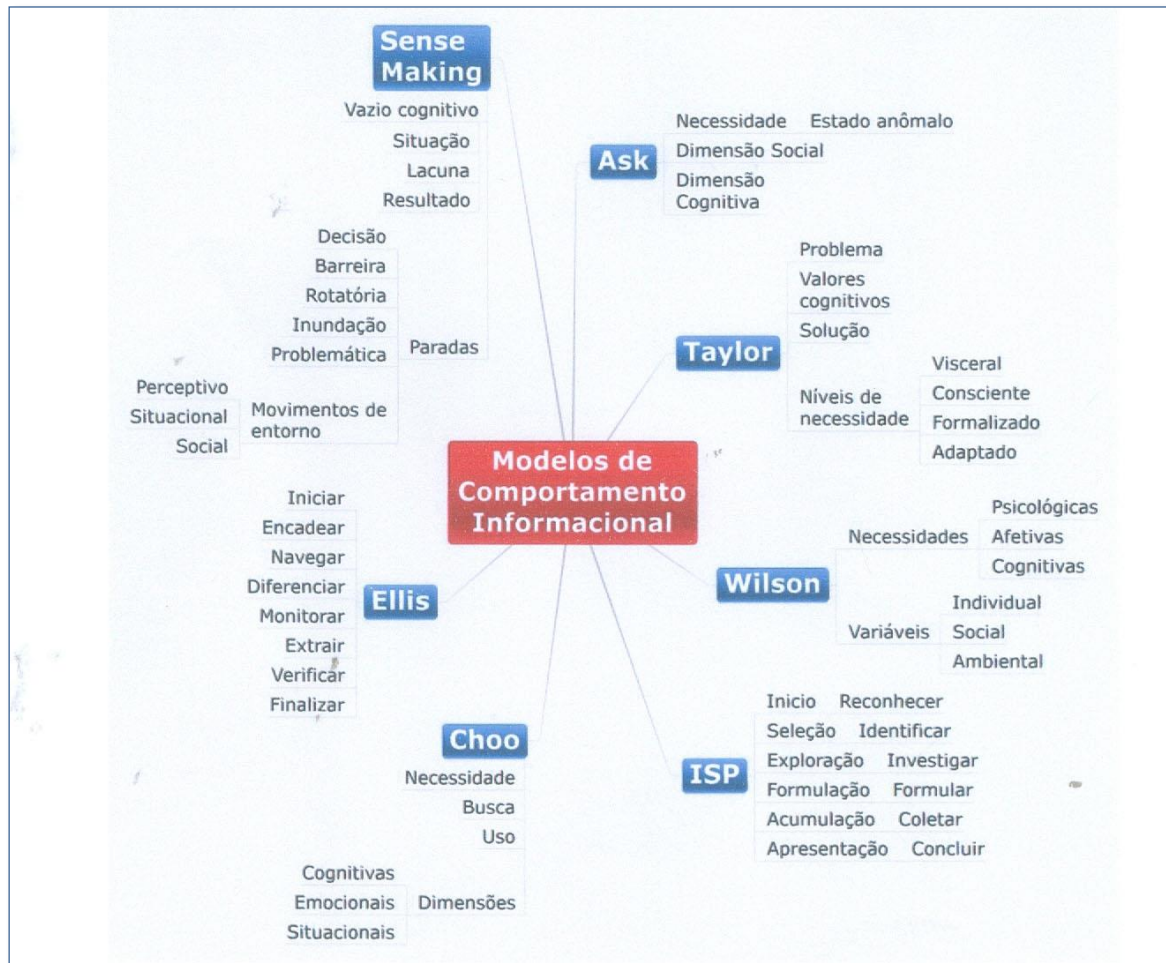 Sense
Making
Vazio cognitivo
Situação
Lacuna
Resultado
Decisão
Barreira
Rotatória
Inundação
Problemática
Paradas
Perceptivo
Situacional
Social
Movimentos de
entorno
Ask
Necessidade Estado anômalo
Dimensão Social
Dimensão
Cognitiva
Taylor
Problema
Valores
cognitivos
Solução
Níveis de
necessidade
Visceral
Consciente
Formalizado
Adaptado
Modelos de
Comportamento
Informacional
Wilson
Necessidades
Psicológicas
Afetivas
Cognitivas
Variáveis
Individual
Social
Ambiental
Ellis
Iniciar
Encadear
Navegar
Diferenciar
Monitorar
Extrair
Verificar
Finalizar
Choo
Necessidade
Busca
Uso
Dimensões
Cognitivas
Emocionais
Situacionais
ISP
Inicio Reconhecer
Seleção Identificar
Exploração Investigar
Formulação Formular
Acumulação Coletar
Apresentação Concluir